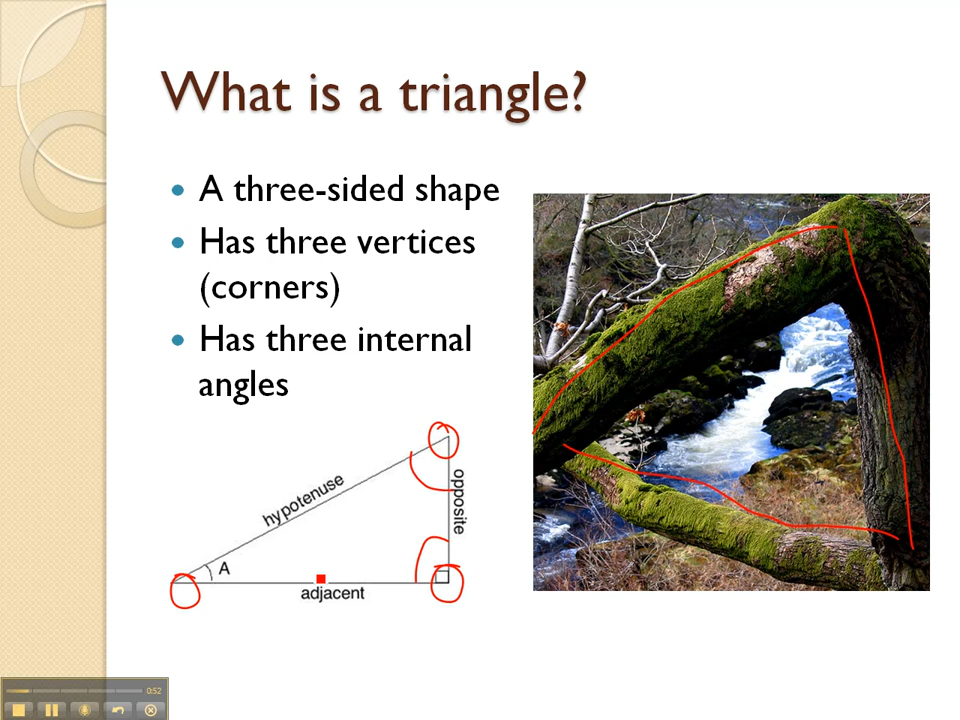 What is a triangle?
A three-sided shape
Has three vertices
(corners)
Has three internal
angles
hypotenuse
opposite
A
adjacent
0:52